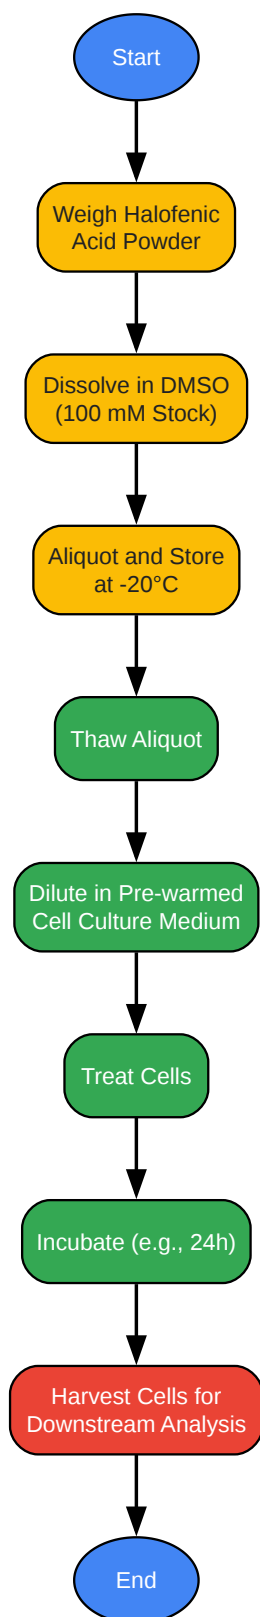 Start
Weigh Halofenic
Acid Powder
Dissolve in DMSO
(100 mM Stock)
Aliquot and Store
at -20°C
Thaw Aliquot
Dilute in Pre-warmed
Cell Culture Medium
Treat Cells
Incubate (e.g., 24h)
Harvest Cells for
Downstream Analysis
End